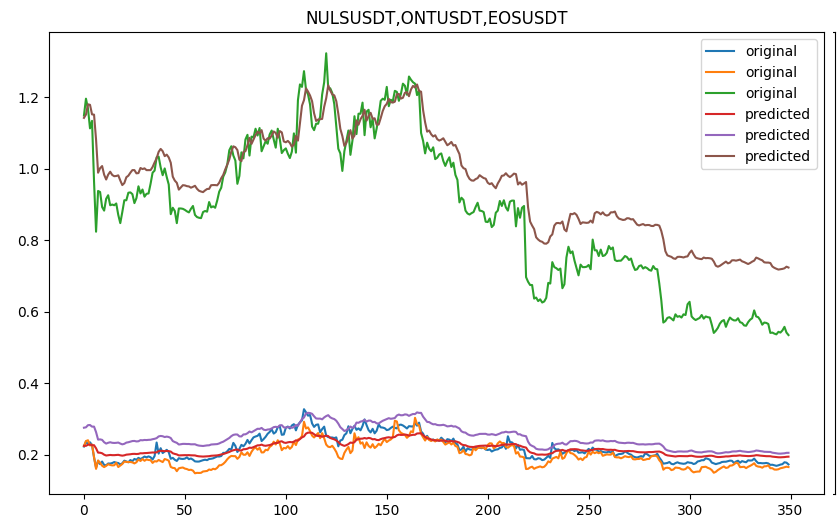 NULSUSDT,ONTUSDT,EOSUSDT
original
original
original
predicted
predicted
predicted
1.2
1.0
0.8
0.6
0.4
0.2
0 50 100 150 200 250 300 350